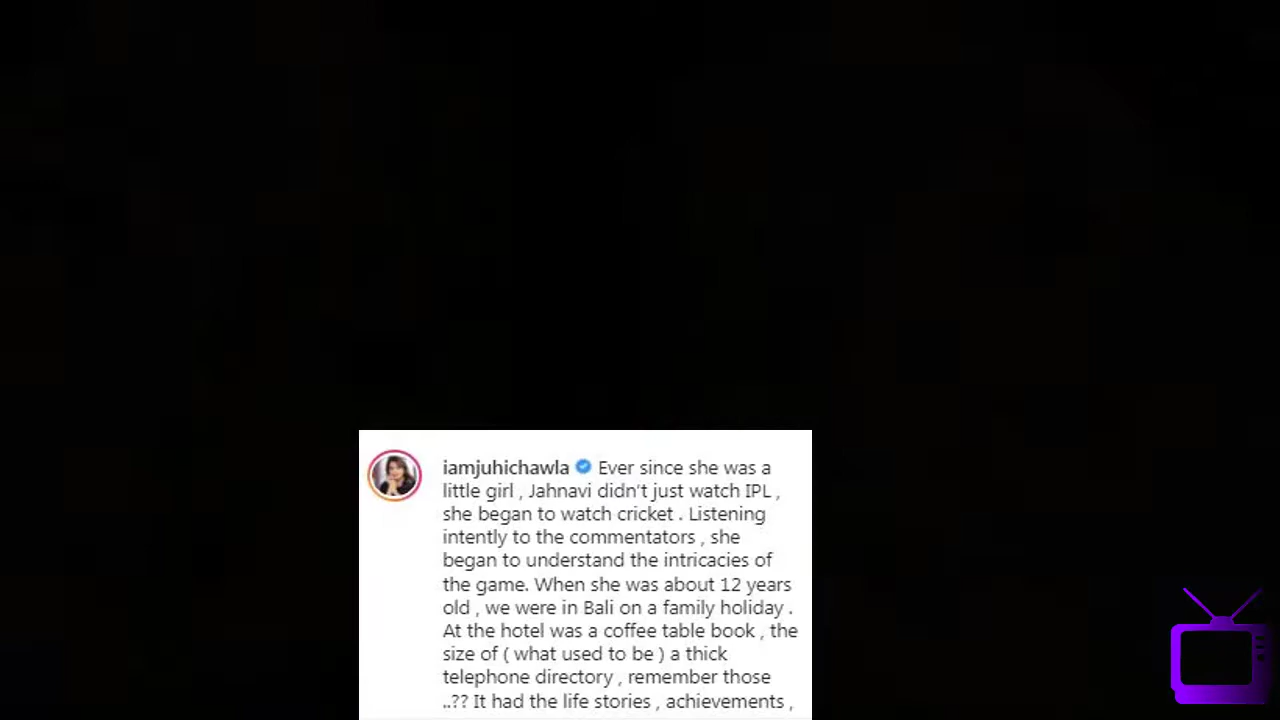 iamjuhichawla Ever since she was a
little girl , Jahnavi didn't just watch IPL ,
she began to watch cricket . Listening
intently to the commentators , she
began to understand the intricacies of
the game. When she was about 12 years
old , we were in Bali on a family holiday .
At the hotel was a coffee table book , the
size of ( what used to be ) a thick
telephone directory , remember those
..?? It had the life stories , achievements ,